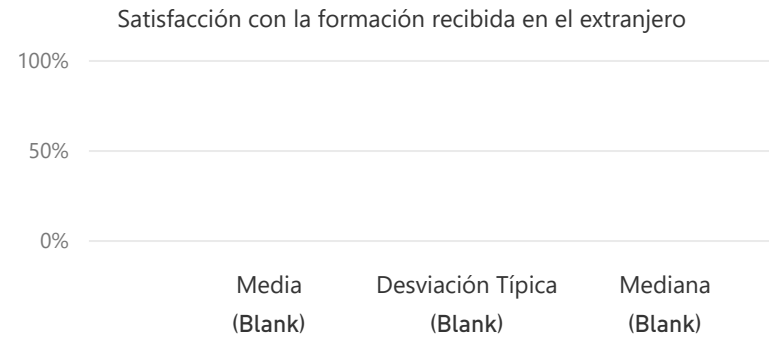 Satisfacción con la formación recibida en el extranjero
100%
50%
0%
Media Desviación Típica Mediana
(Blank) (Blank) (Blank)